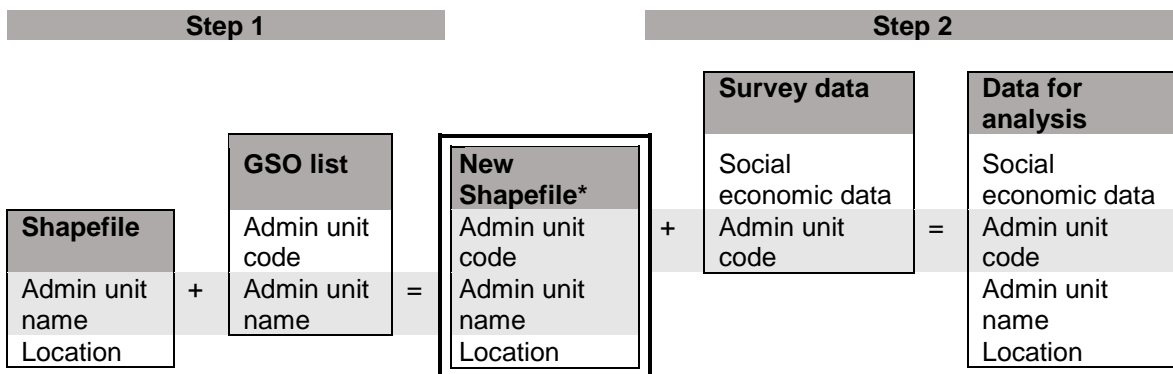 Step 1
Step 2
Shapefile
Admin unit
name
Location
+
GSO list
Admin unit
code
Admin unit
name
=
New
Shapefile*
Admin unit
code
Admin unit
name
Location
+
Survey data
Social
economic data
Admin unit
code
=
Data for
analysis
Social
economic data
Admin unit
code
Admin unit
name
Location